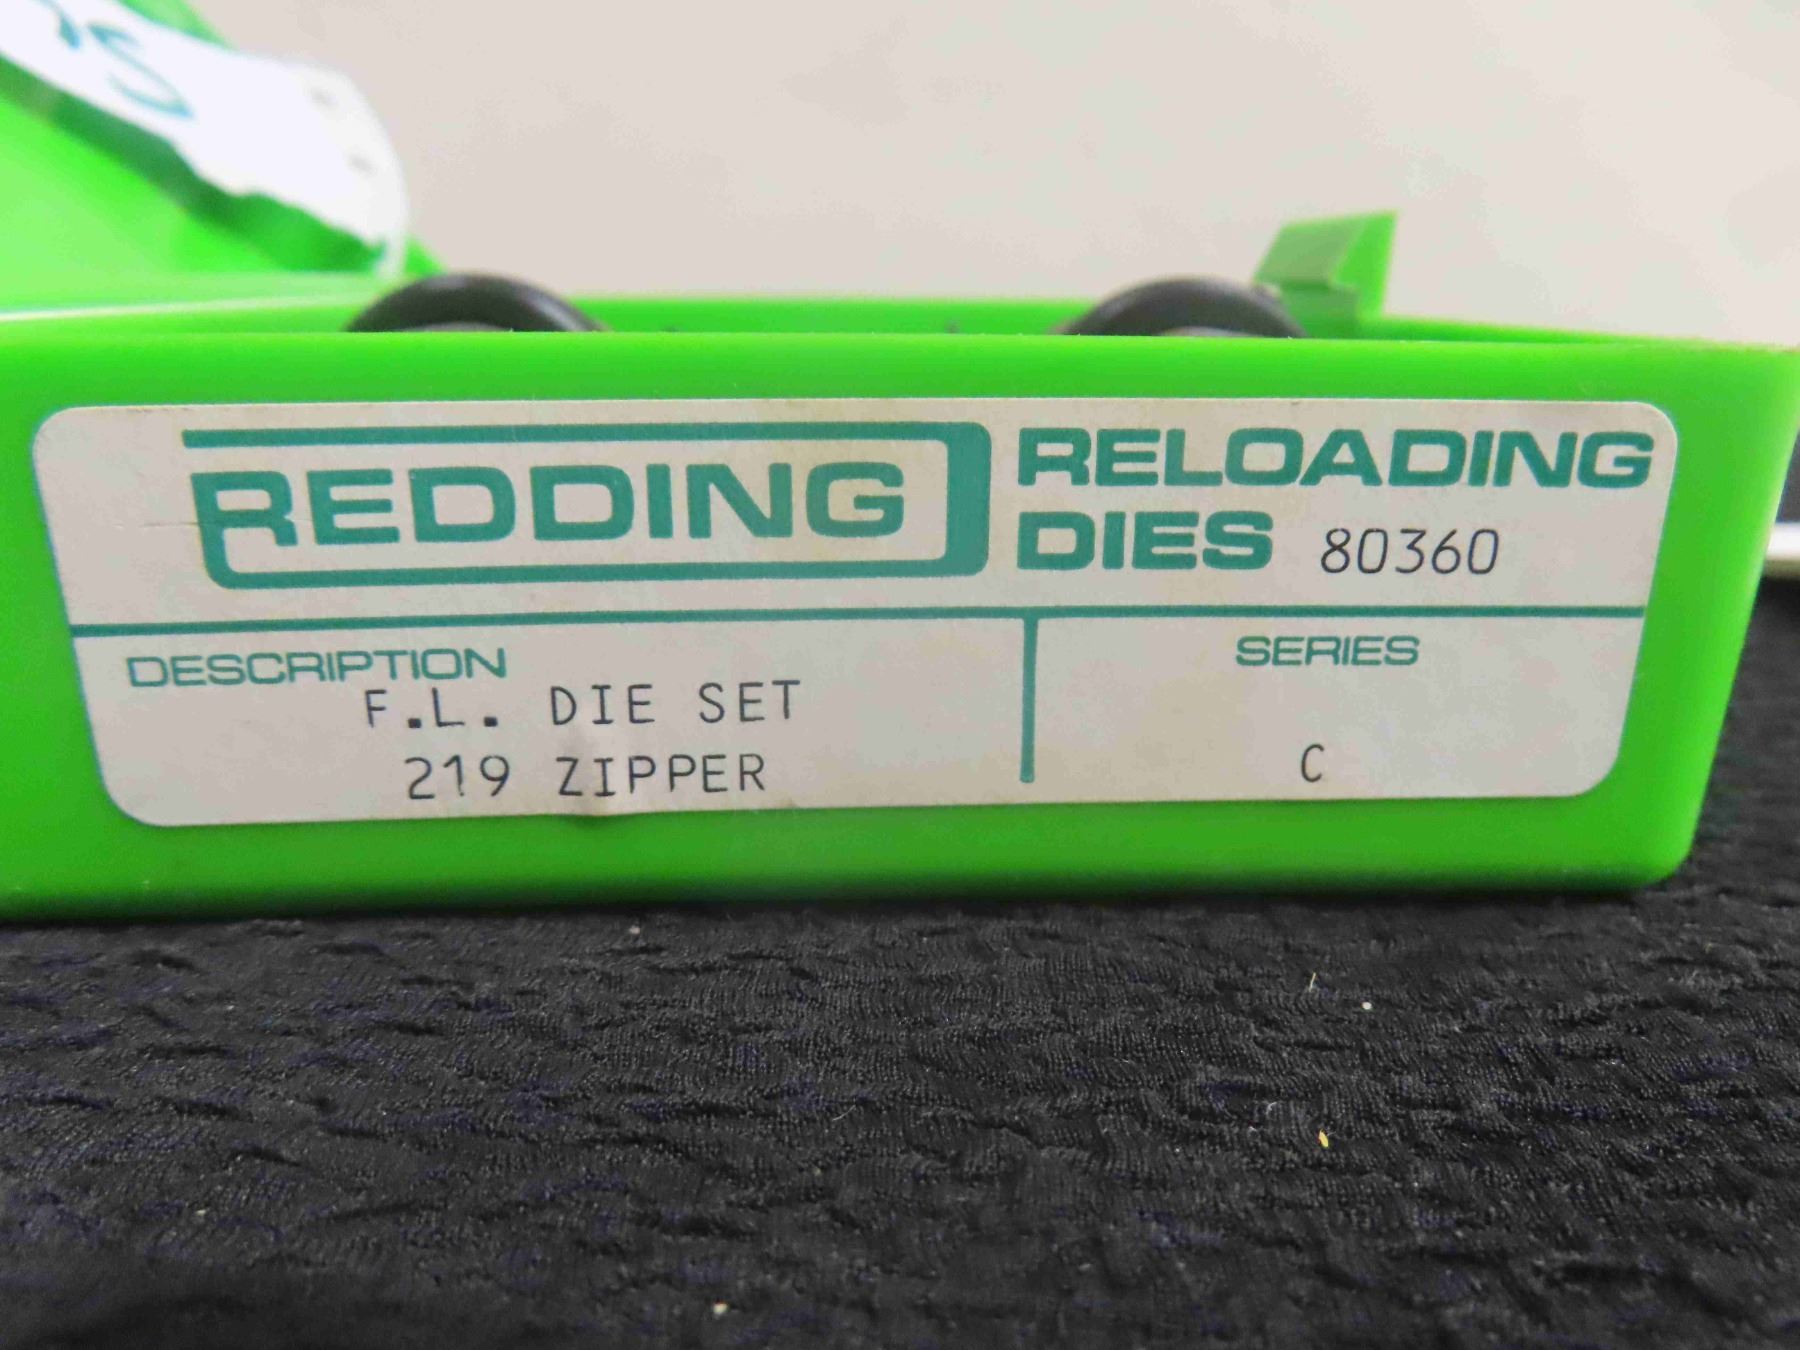 REDDING RELOADING
DIES 80360
DESCRIPTION
F.L. DIE SET
219 ZIPPER
SERIES
C